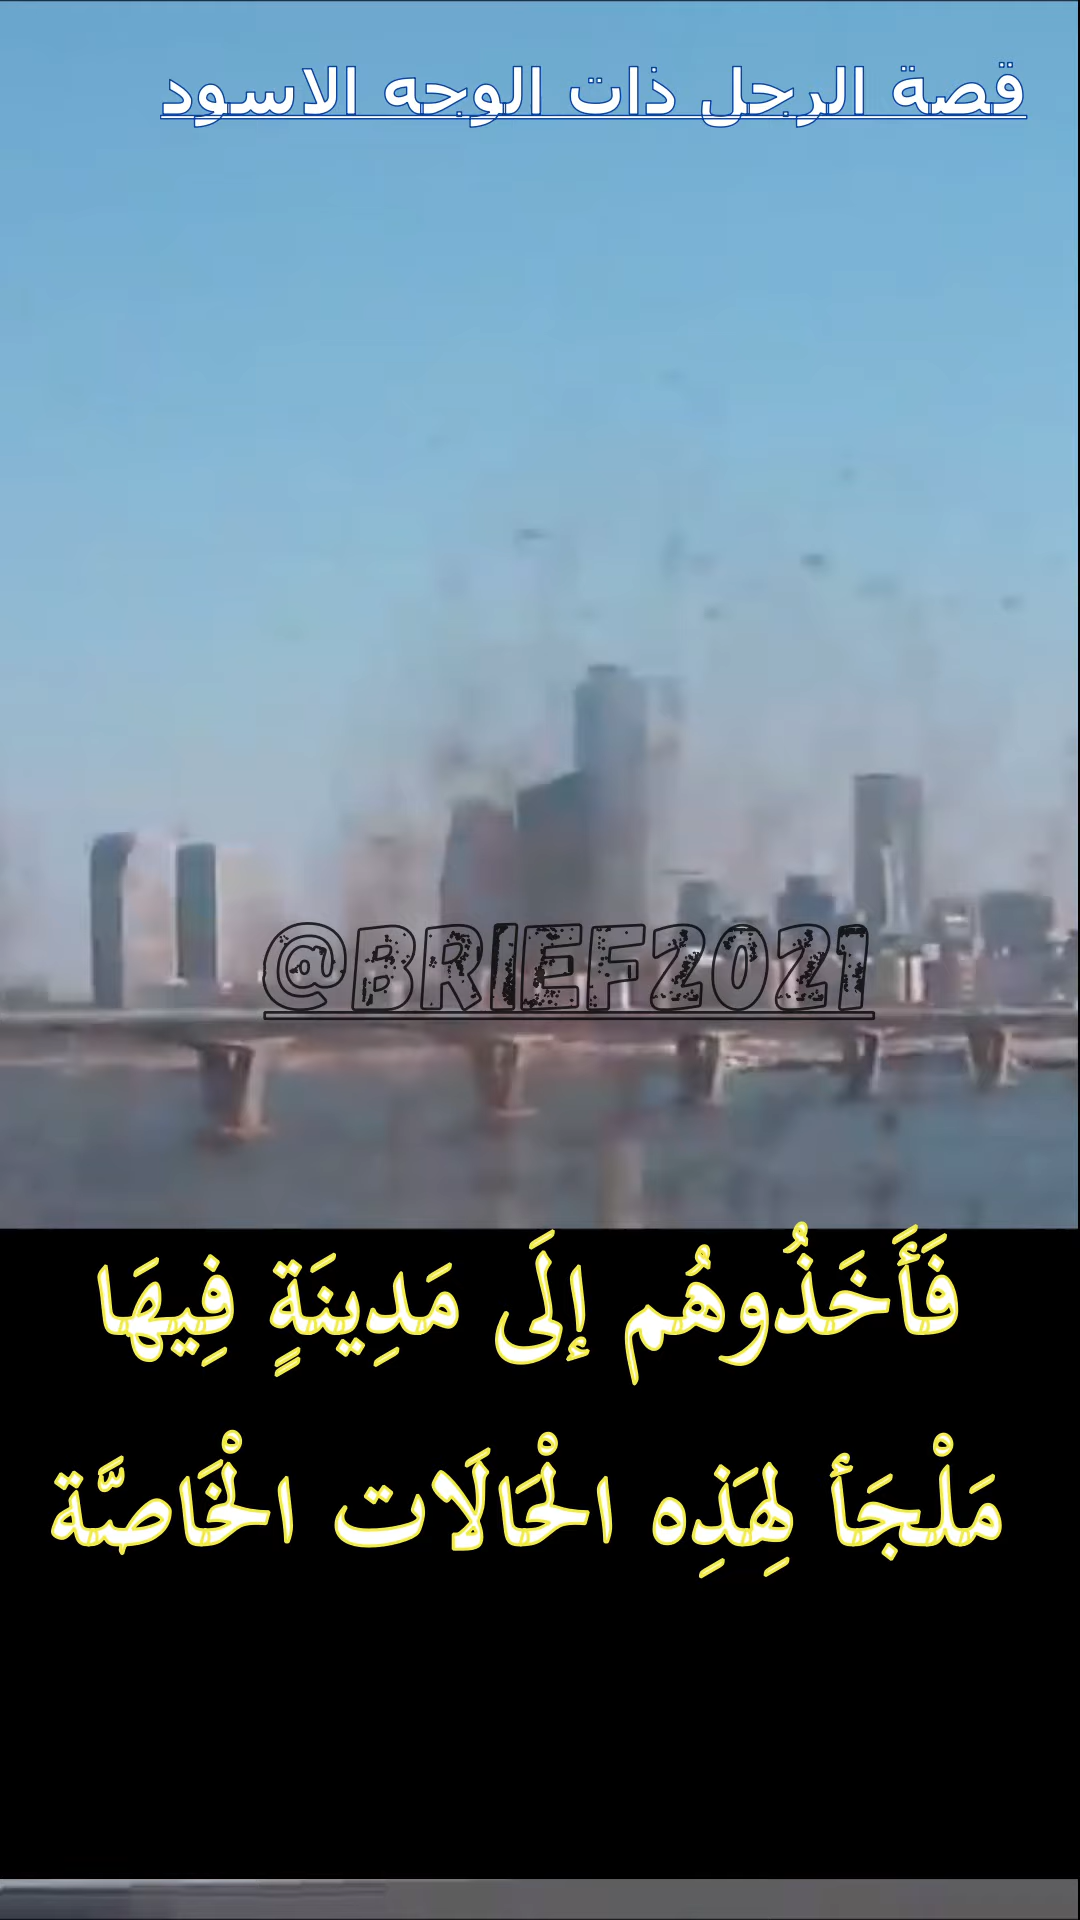 قصة الرجل ذات الوجه الاسود
@BRIEF2021
فَأَخَذُوهُم إلَى مَدِينَةٍ فِيهَا
مَلْجَأ لِهَذِه الْحَالَات الْخَاصَّة